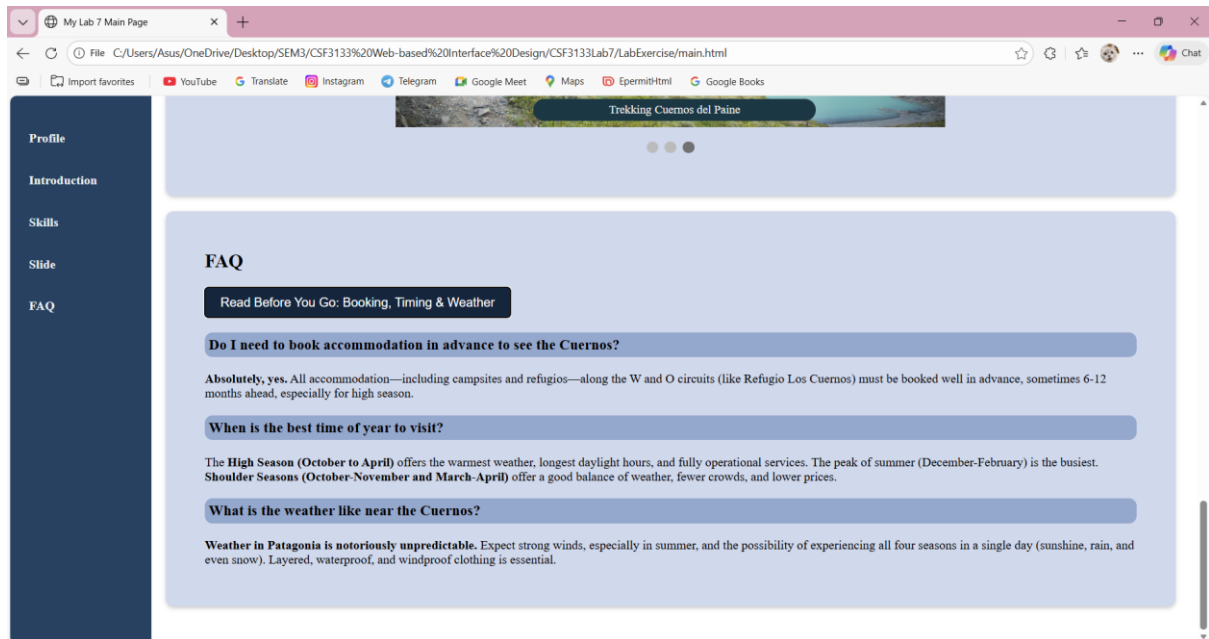 My Lab 7 Main Page
File C:/Users/Asus/OneDrive/Desktop/SEM3/CSF3133%20Web-based%20Interface%20Design/CSF3133Lab7/LabExercise/main.html
Chat
Import favorites YouTube Translate Instagram Telegram Google Meet Maps EpermitHtml Google Books
Trekking Cuernos del Paine
Profile
Introduction
Skills
Slide
FAQ
FAQ
Read Before You Go: Booking, Timing & Weather
Do I need to book accommodation in advance to see the Cuernos?
Absolutely, yes. All accommodation—including campsites and refugios—along the W and O circuits (like Refugio Los Cuernos) must be booked well in advance, sometimes 6-12
months ahead, especially for high season.
When is the best time of year to visit?
The High Season (October to April) offers the warmest weather, longest daylight hours, and fully operational services. The peak of summer (December-February) is the busiest.
Shoulder Seasons (October-November and March-April) offer a good balance of weather, fewer crowds, and lower prices.
What is the weather like near the Cuernos?
Weather in Patagonia is notoriously unpredictable. Expect strong winds, especially in summer, and the possibility of experiencing all four seasons in a single day (sunshine, rain, and
even snow). Layered, waterproof, and windproof clothing is essential.